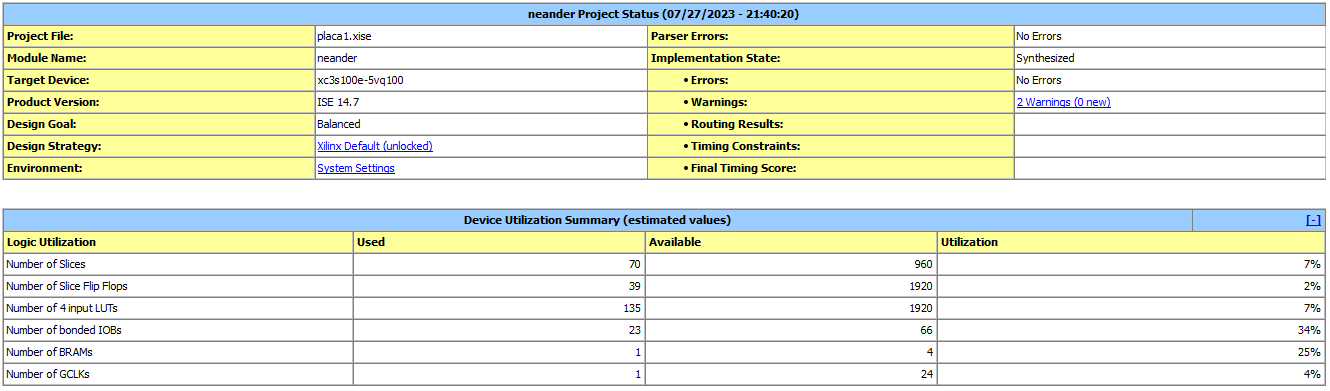 neander Project Status (07/27/2023 - 21:40:20)
Project File: placa1.xise Parser Errors: No Errors
Module Name: neander Implementation State: Synthesized
Target Device: xc3s100e-5vq100 • Errors: No Errors
Product Version: ISE 14.7 • Warnings: 2 Warnings (0 new)
Design Goal: Balanced • Routing Results:
Design Strategy: Xilinx Default (unlocked) • Timing Constraints:
Environment: System Settings • Final Timing Score:
Device Utilization Summary (estimated values) [-]
Logic Utilization Used Available Utilization
Number of Slices 70 960 7%
Number of Slice Flip Flops 39 1920 2%
Number of 4 input LUTs 135 1920 7%
Number of bonded IOBs 23 66 34%
Number of BRAMs 1 4 25%
Number of GCLKs 1 24 4%